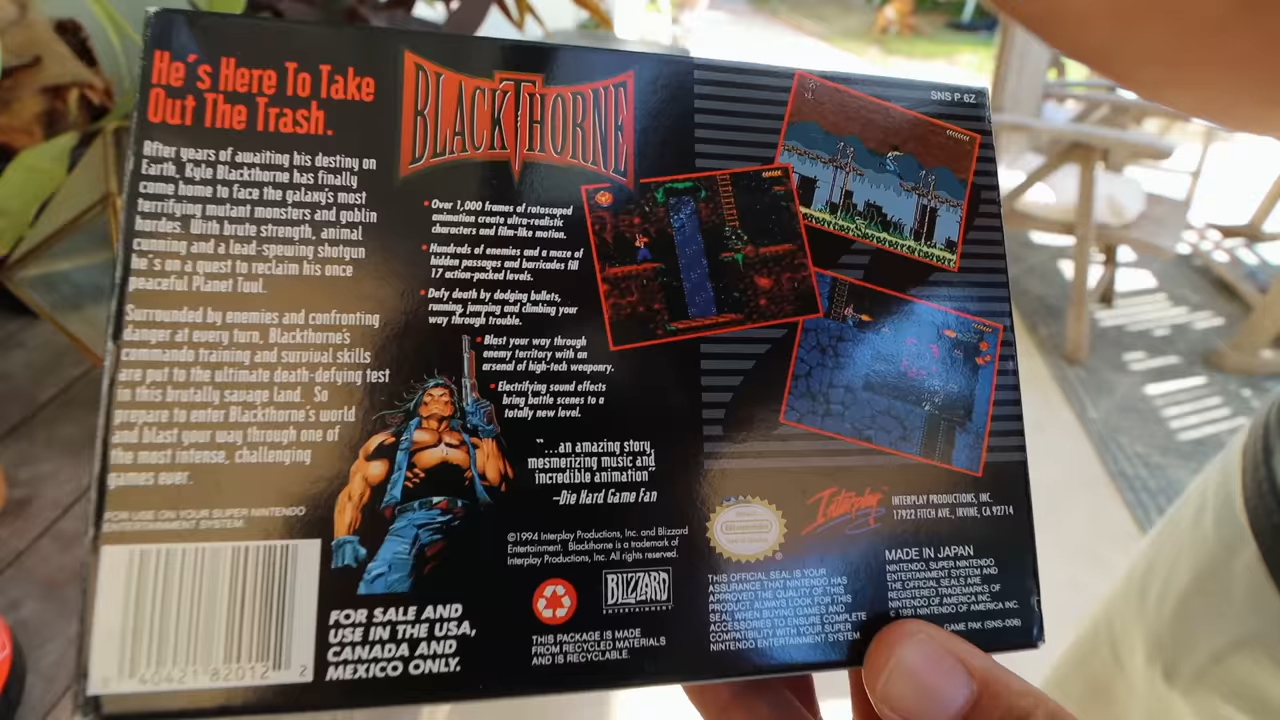 He's Here To Take
Out The Trash.
After years of awaiting his destiny on
Earth, Kyle Blackthorne has finally
come home to face the galaxy's most
terrifying mutant monsters and goblin
hordes. With brute strength, animal
cunning and a lead-spewing shotgun
he's on a quest to reclaim his once
peaceful Planet Tuul.
Surrounded by enemies and confronting
danger at every turn, Blackthorne's
commando training and survival skills
are put to the ultimate death-defying test
in this brutally savage land. So
prepare to enter Blackthorne's world
and blast your way through one of
the most intense, challenging
games ever.
FOR USE ON YOUR SUPER NINTENDO
ENTERTAINMENT SYSTEM.
40421 82012 2
BLACKTHORNE
• Over 1,000 frames of rotoscoped
animation create ultra-realistic
characters and film-like motion.
• Hundreds of enemies and a maze of
hidden passages and barricades fill
17 action-packed levels.
• Defy death by dodging bullets,
running, jumping and climbing your
way through trouble.
• Blast your way through
enemy territory with an
arsenal of high-tech weaponry.
• Electrifying sound effects
bring battle scenes to a
totally new level.
"...an amazing story,
mesmerizing music and
incredible animation"
–Die Hard Game Fan
©1994 Interplay Productions, Inc. and Blizzard
Entertainment. Blackthorne is a trademark of
Interplay Productions, Inc. All rights reserved.
FOR SALE AND
USE IN THE USA,
CANADA AND
MEXICO ONLY.
BLIZZARD
ENTERTAINMENT
THIS PACKAGE IS MADE
FROM RECYCLED MATERIALS
AND IS RECYCLABLE.
SNS P 6Z
Nintendo
Interplay
INTERPLAY PRODUCTIONS, INC.
17922 FITCH AVE., IRVINE, CA 92714
THIS OFFICIAL SEAL IS YOUR
ASSURANCE THAT NINTENDO HAS
APPROVED THE QUALITY OF THIS
PRODUCT. ALWAYS LOOK FOR THIS
SEAL WHEN BUYING GAMES AND
ACCESSORIES TO ENSURE COMPLETE
COMPATIBILITY WITH YOUR SUPER
NINTENDO ENTERTAINMENT SYSTEM
MADE IN JAPAN
NINTENDO, SUPER NINTENDO
ENTERTAINMENT SYSTEM AND
THE OFFICIAL SEALS ARE
REGISTERED TRADEMARKS OF
NINTENDO OF AMERICA INC.
© 1991 NINTENDO OF AMERICA INC.
GAME PAK (SNS-006)